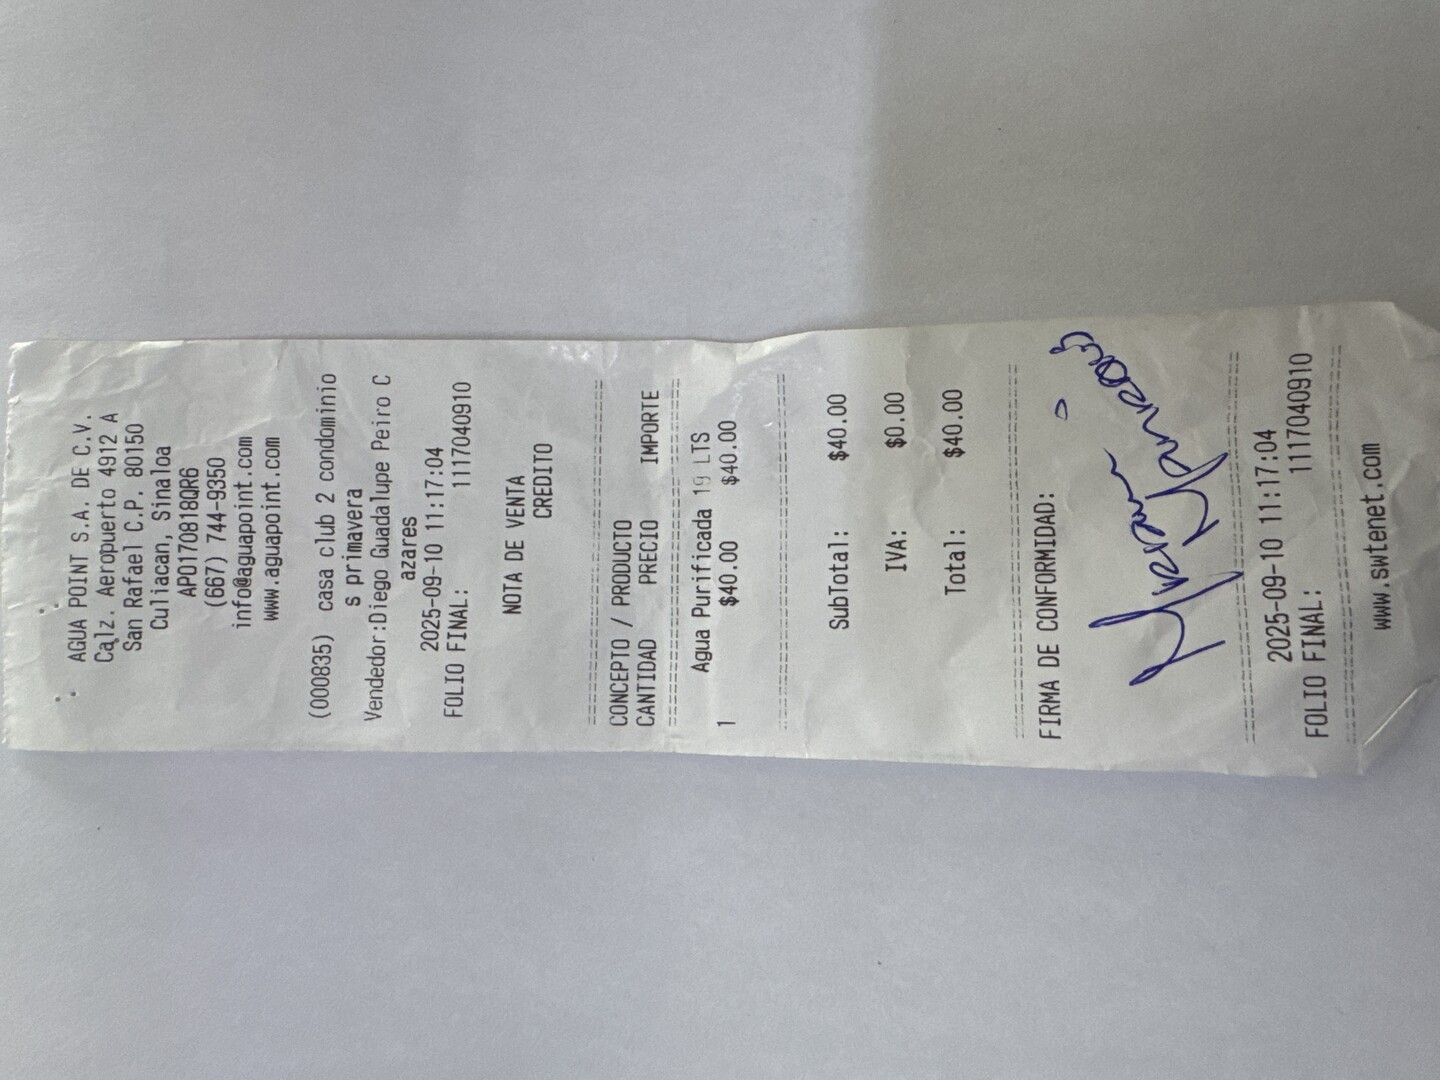 AGUA POINT S.A. DE C.V.
Calz. Aeropuerto 4912 A
San Rafael C.P. 80150
Culiacan, Sinaloa
APO170818QR6
(667) 744-9350
info@aguapoint.com
www.aguapoint.com
(000835) casa club 2 condominio
s primavera
Vendedor:Diego Guadalupe Peiro C
azares
2025-09-10 11:17:04
FOLIO FINAL: 1117040910
NOTA DE VENTA
CREDITO
CONCEPTO / PRODUCTO
CANTIDAD PRECIO IMPORTE
Agua Purificada 19 LTS
1 $40.00 $40.00
SubTotal: $40.00
IVA: $0.00
Total: $40.00
FIRMA DE CONFORMIDAD:
2025-09-10 11:17:04
FOLIO FINAL: 1117040910
www.swtenet.com